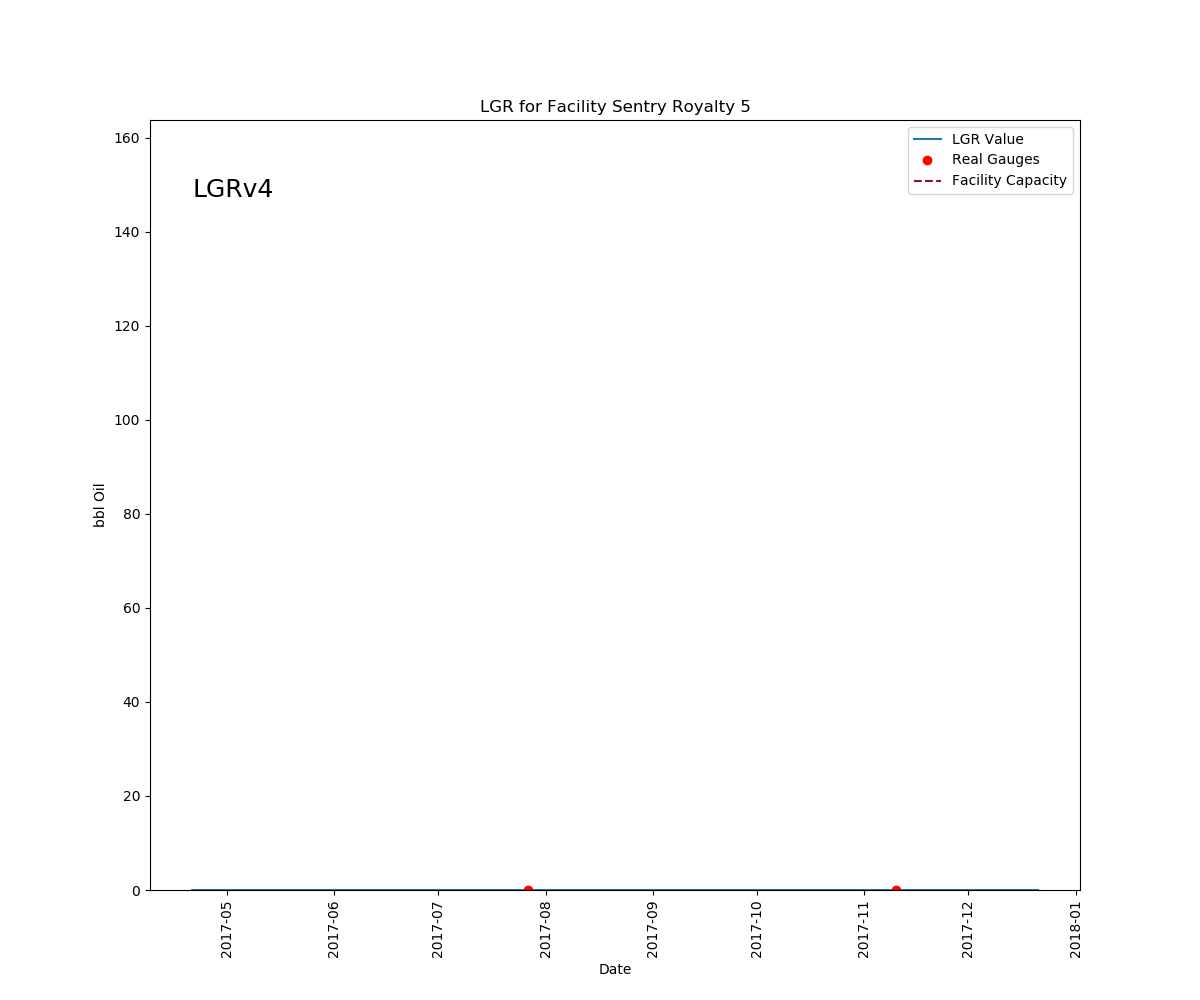 LGR for Facility Sentry Royalty 5
LGRv4
LGR Value
Real Gauges
Facility Capacity
160
140
120
100
80
60
40
20
0
bbl Oil
2017-05
2017-06
2017-07
2017-08
2017-09
2017-10
2017-11
2017-12
2018-01
Date